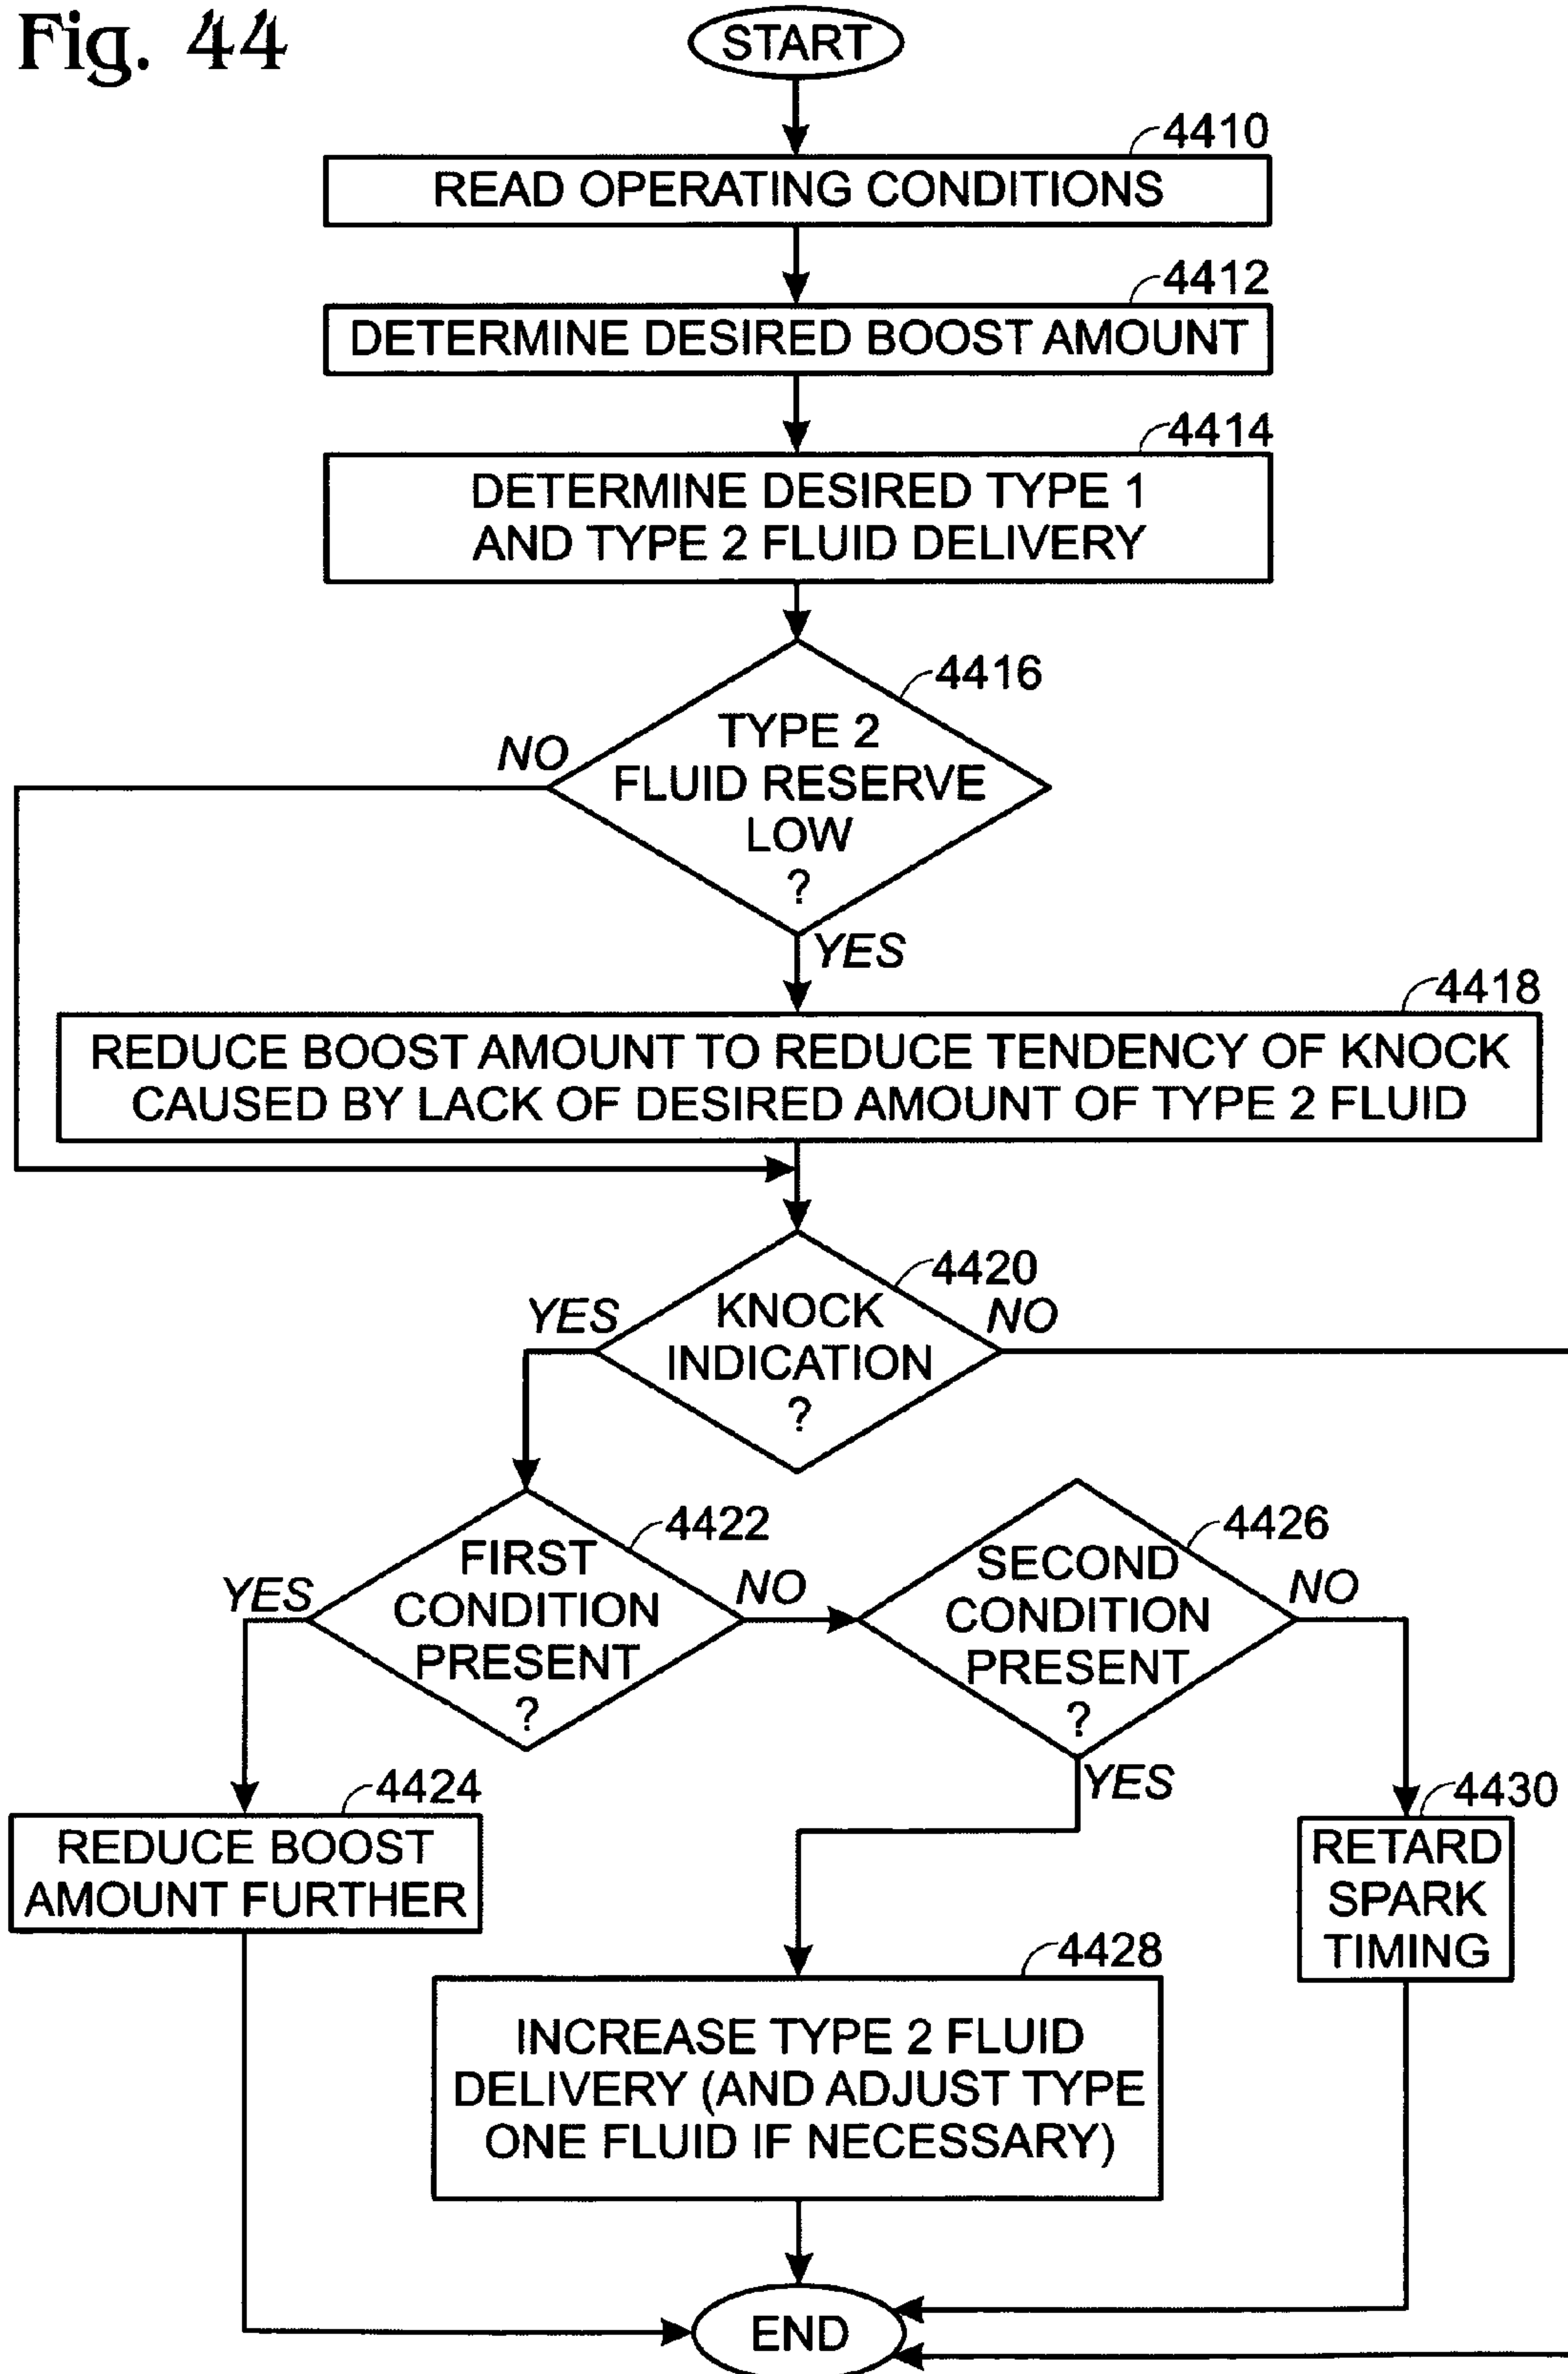 Fig. 44
START
4410
READ OPERATING CONDITIONS
4412
DETERMINE DESIRED BOOST AMOUNT
4414
DETERMINE DESIRED TYPE 1
AND TYPE 2 FLUID DELIVERY
4416
TYPE 2
FLUID RESERVE
LOW
?
NO
YES
4418
REDUCE BOOST AMOUNT TO REDUCE TENDENCY OF KNOCK
CAUSED BY LACK OF DESIRED AMOUNT OF TYPE 2 FLUID
4420
KNOCK
INDICATION
?
YES
NO
4422
FIRST
CONDITION
PRESENT
?
YES
NO
4426
SECOND
CONDITION
PRESENT
?
NO
YES
4424
REDUCE BOOST
AMOUNT FURTHER
4430
RETARD
SPARK
TIMING
4428
INCREASE TYPE 2 FLUID
DELIVERY (AND ADJUST TYPE
ONE FLUID IF NECESSARY)
END